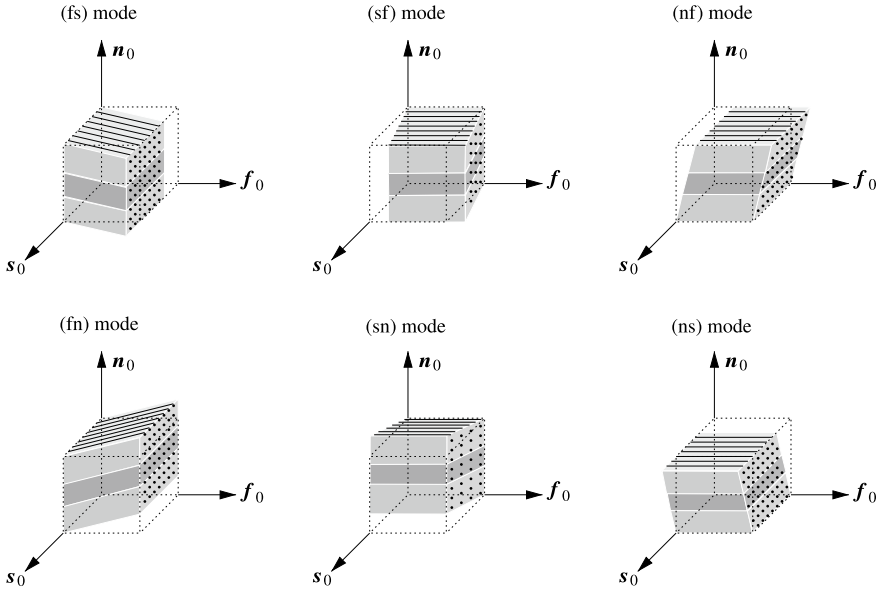 (fs) mode
(sf) mode
(nf) mode
n0
n0
n0
f0
f0
f0
s0
s0
s0
(fn) mode
(sn) mode
(ns) mode
n0
n0
n0
f0
f0
f0
s0
s0
s0